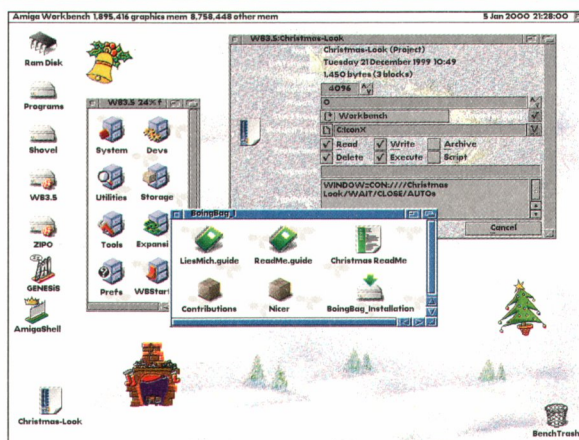 Amiga Workbench 1,895,416 graphics mem 8,758,448 other mem
5 Jan 2000 21:28:00
Ram Disk
Programs
Shovel
WB3.5
ZIPO
GENESiS
AmigaShell
Christmas-Look
WB3.5 24% f
System
Devs
Utilities
Storage
Tools
Expansi
Prefs
WBStart
WB3.5:Christmas-Look
Christmas-Look (Project)
Tuesday 21 December 1999 10:49
1,450 bytes (3 blocks)
4096
0
Workbench
C:IconX
Read Write Archive
Delete Execute Script
WINDOW=CON:////Christmas
Look/WAIT/CLOSE/AUTOs
Cancel
BoingBag_1
LiesMich.guide
ReadMe.guide
Christmas ReadMe
Contributions
Nicer
BoingBag_Installation
BenchTrash